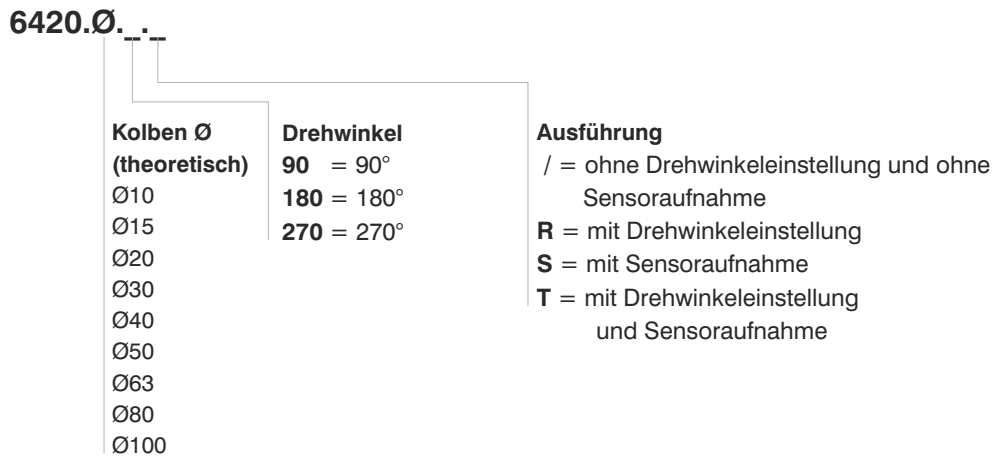 6420.Ø._._
Kolben Ø
(theoretisch)
Ø10
Ø15
Ø20
Ø30
Ø40
Ø50
Ø63
Ø80
Ø100
Drehwinkel
90 = 90°
180 = 180°
270 = 270°
Ausführung
/ = ohne Drehwinkeleinstellung und ohne
Sensoraufnahme
R = mit Drehwinkeleinstellung
S = mit Sensoraufnahme
T = mit Drehwinkeleinstellung
und Sensoraufnahme